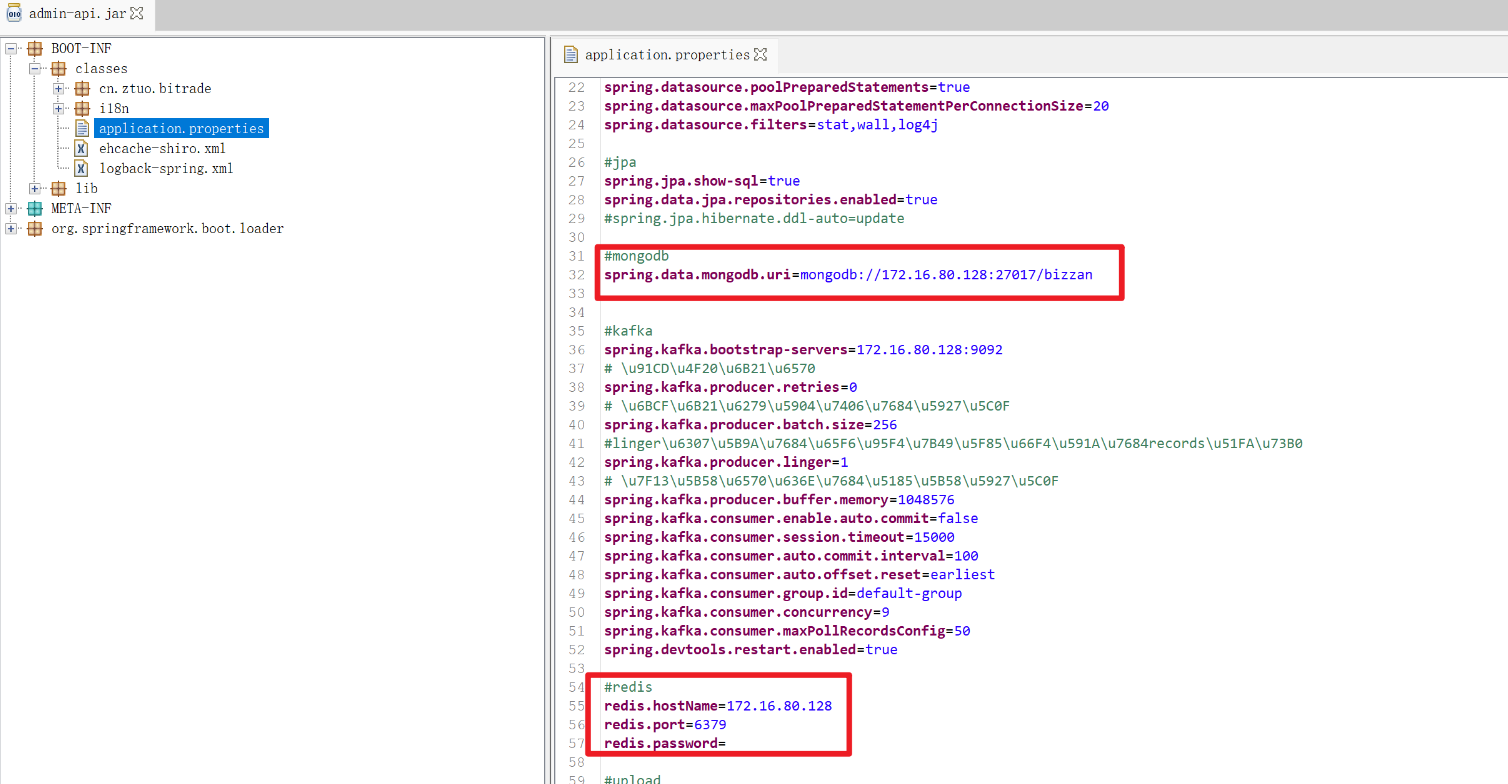 admin-api.jar
BOOT-INF
classes
cn.ztuo.bitrade
i18n
application.properties
ehcache-shiro.xml
logback-spring.xml
lib
META-INF
org.springframework.boot.loader
application.properties
22 spring.datasource.poolPreparedStatements=true
23 spring.datasource.maxPoolPreparedStatementPerConnectionSize=20
24 spring.datasource.filters=stat,wall,log4j
25
26 #jpa
27 spring.jpa.show-sql=true
28 spring.data.jpa.repositories.enabled=true
29 #spring.jpa.hibernate.ddl-auto=update
30
31 #mongodb
32 spring.data.mongodb.uri=mongodb://172.16.80.128:27017/bizzan
33
34
35 #kafka
36 spring.kafka.bootstrap-servers=172.16.80.128:9092
37 # \u91CD\u4F20\u6B21\u6570
38 spring.kafka.producer.retries=0
39 # \u6BCF\u6B21\u6279\u5904\u7406\u7684\u5927\u5C0F
40 spring.kafka.producer.batch.size=256
41 #linger\u6307\u5B9A\u7684\u65F6\u95F4\u7B49\u5F85\u66F4\u591A\u7684records\u51FA\u73B0
42 spring.kafka.producer.linger=1
43 # \u7F13\u5B58\u6570\u636E\u7684\u5185\u5B58\u5927\u5C0F
44 spring.kafka.producer.buffer.memory=1048576
45 spring.kafka.consumer.enable.auto.commit=false
46 spring.kafka.consumer.session.timeout=15000
47 spring.kafka.consumer.auto.commit.interval=100
48 spring.kafka.consumer.auto.offset.reset=earliest
49 spring.kafka.consumer.group.id=default-group
50 spring.kafka.consumer.concurrency=9
51 spring.kafka.consumer.maxPollRecordsConfig=50
52 spring.devtools.restart.enabled=true
53
54 #redis
55 redis.hostName=172.16.80.128
56 redis.port=6379
57 redis.password=
58
59 #upload